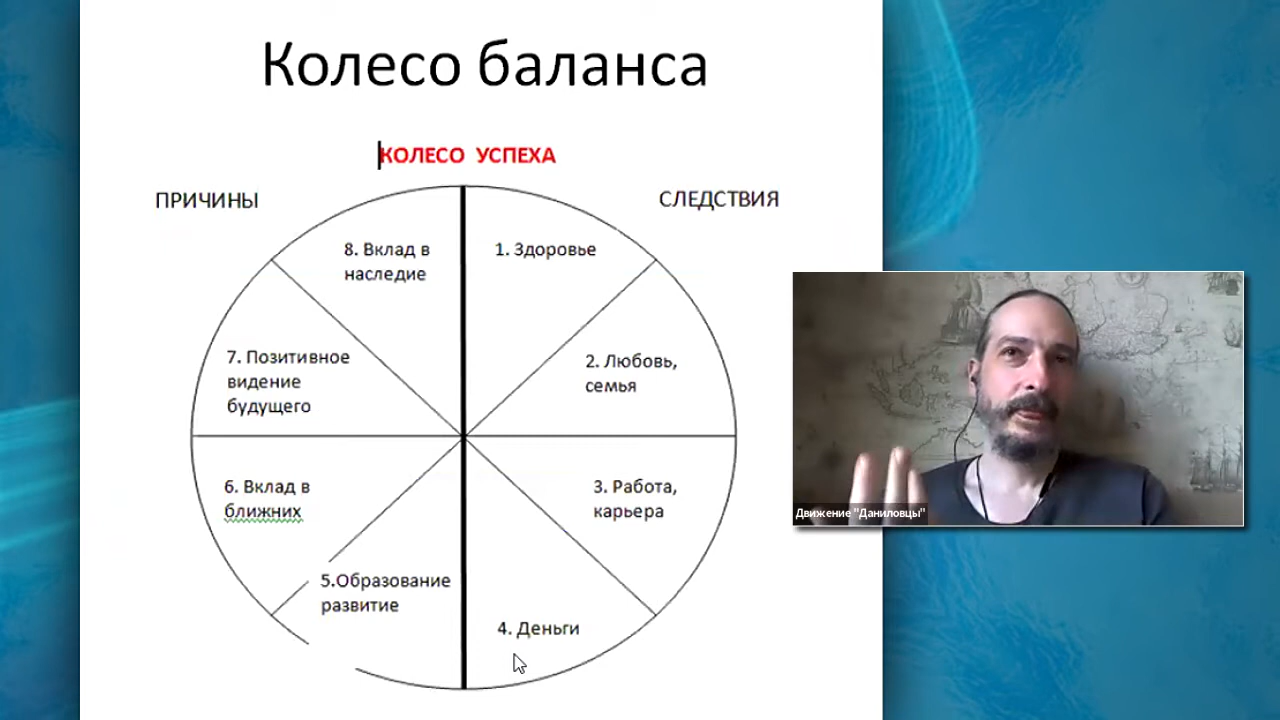 Колесо баланса
КОЛЕСО УСПЕХА
ПРИЧИНЫ
СЛЕДСТВИЯ
8. Вклад в
наследие
1. Здоровье
7. Позитивное
видение
будущего
2. Любовь,
семья
6. Вклад в
ближних
3. Работа,
карьера
5.Образование
развитие
4. Деньги
Движение "Даниловцы"